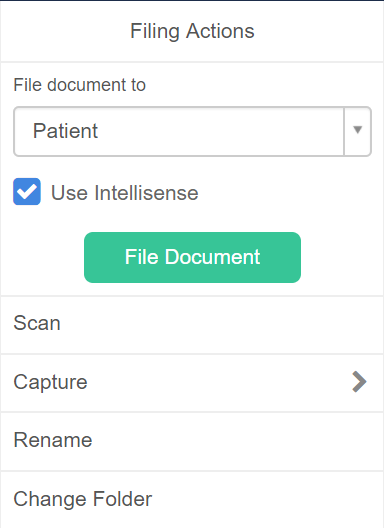 Filing Actions
File document to
Patient
Use Intellisense
File Document
Scan
Capture
Rename
Change Folder